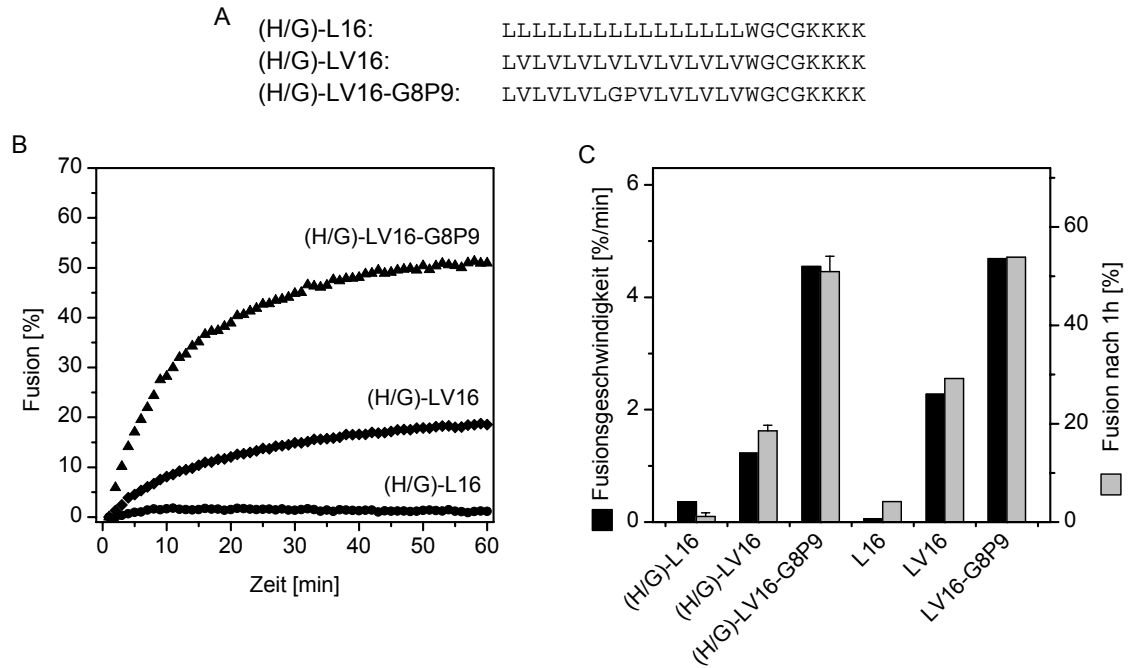 A
(H/G)-L16: LLLLLLLLLLLLLLLLWGCGKKKK
(H/G)-LV16: LVLVLVLVLVLVLVLVWGCGKKKK
(H/G)-LV16-G8P9: LVLVLVLGPVLVLVLVWGCGKKKK
B
Fusion [%]
70
60
50
40
30
20
10
0
(H/G)-LV16-G8P9
(H/G)-LV16
(H/G)-L16
0 10 20 30 40 50 60
Zeit [min]
C
Fusionsgeschwindigkeit [%/min]
6
4
2
0
60
40
20
0
Fusion nach 1h [%]
(H/G)-L16
(H/G)-LV16
(H/G)-LV16-G8P9
L16
LV16
LV16-G8P9